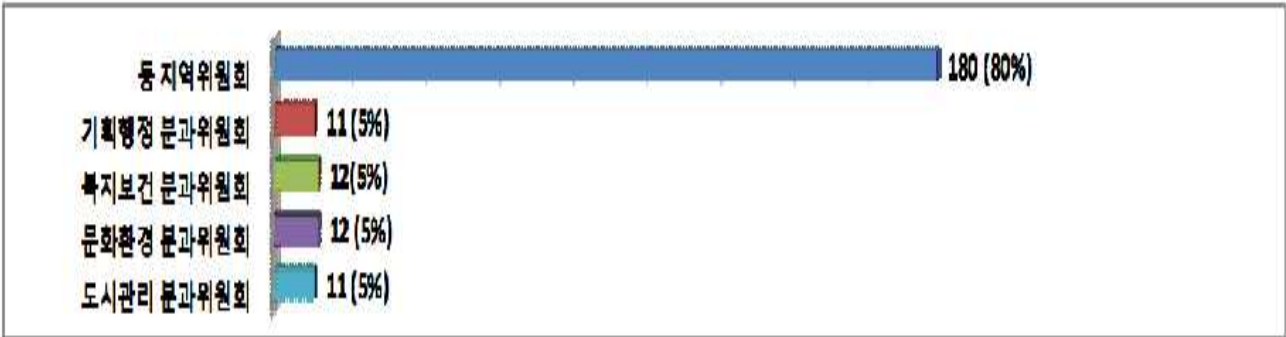 동 지역위원회 180 (80%)
기획행정 분과위원회 11 (5%)
복지보건 분과위원회 12(5%)
문화환경 분과위원회 12 (5%)
도시관리 분과위원회 11 (5%)